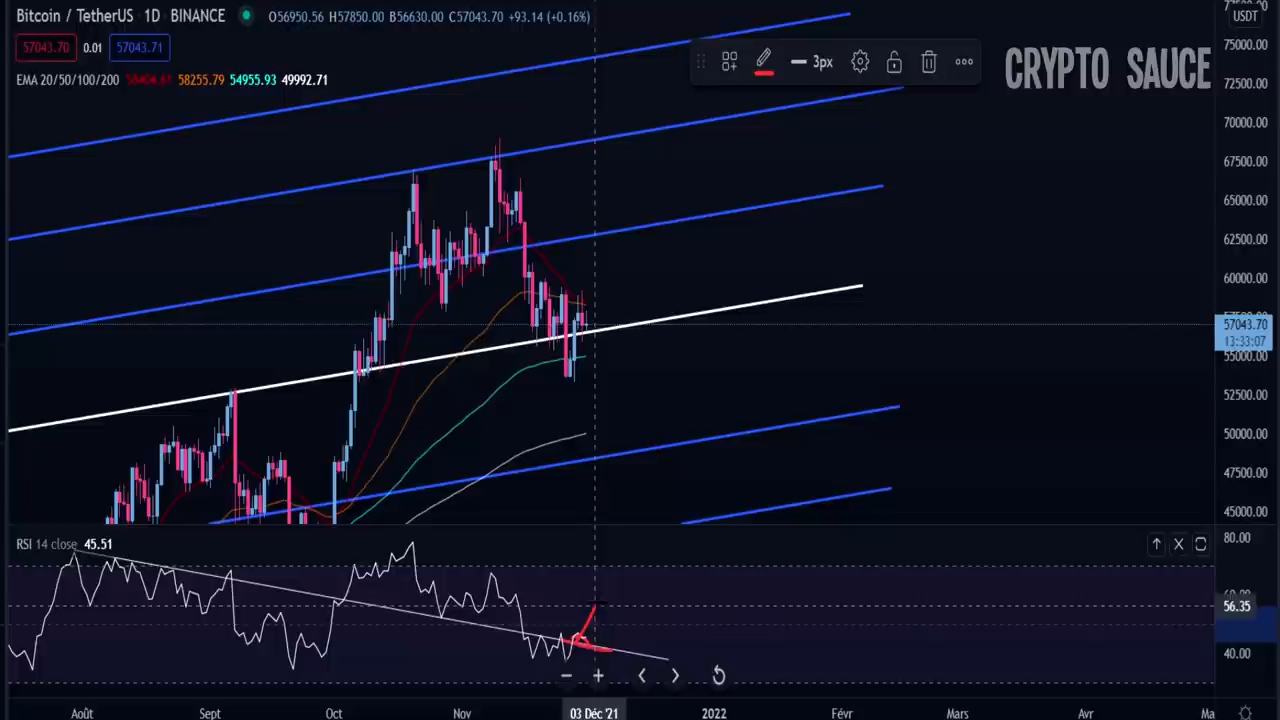 Bitcoin / TetherUS 1D BINANCE O56950.56 H57850.00 B56630.00 C57043.70 +93.14 (+0.16%)
57043.70 0.01 57043.71
EMA 20/50/100/200 58255.79 54955.93 49992.71
3px
CRYPTO SAUCE
USDT
75000.00
72500.00
70000.00
67500.00
65000.00
62500.00
60000.00
57043.70
13:33:07
55000.00
52500.00
50000.00
47500.00
45000.00
RSI 14 close 45.51
80.00
56.35
40.00
Août Sept Oct Nov 03 Déc '21 2022 Févr Mars Avr